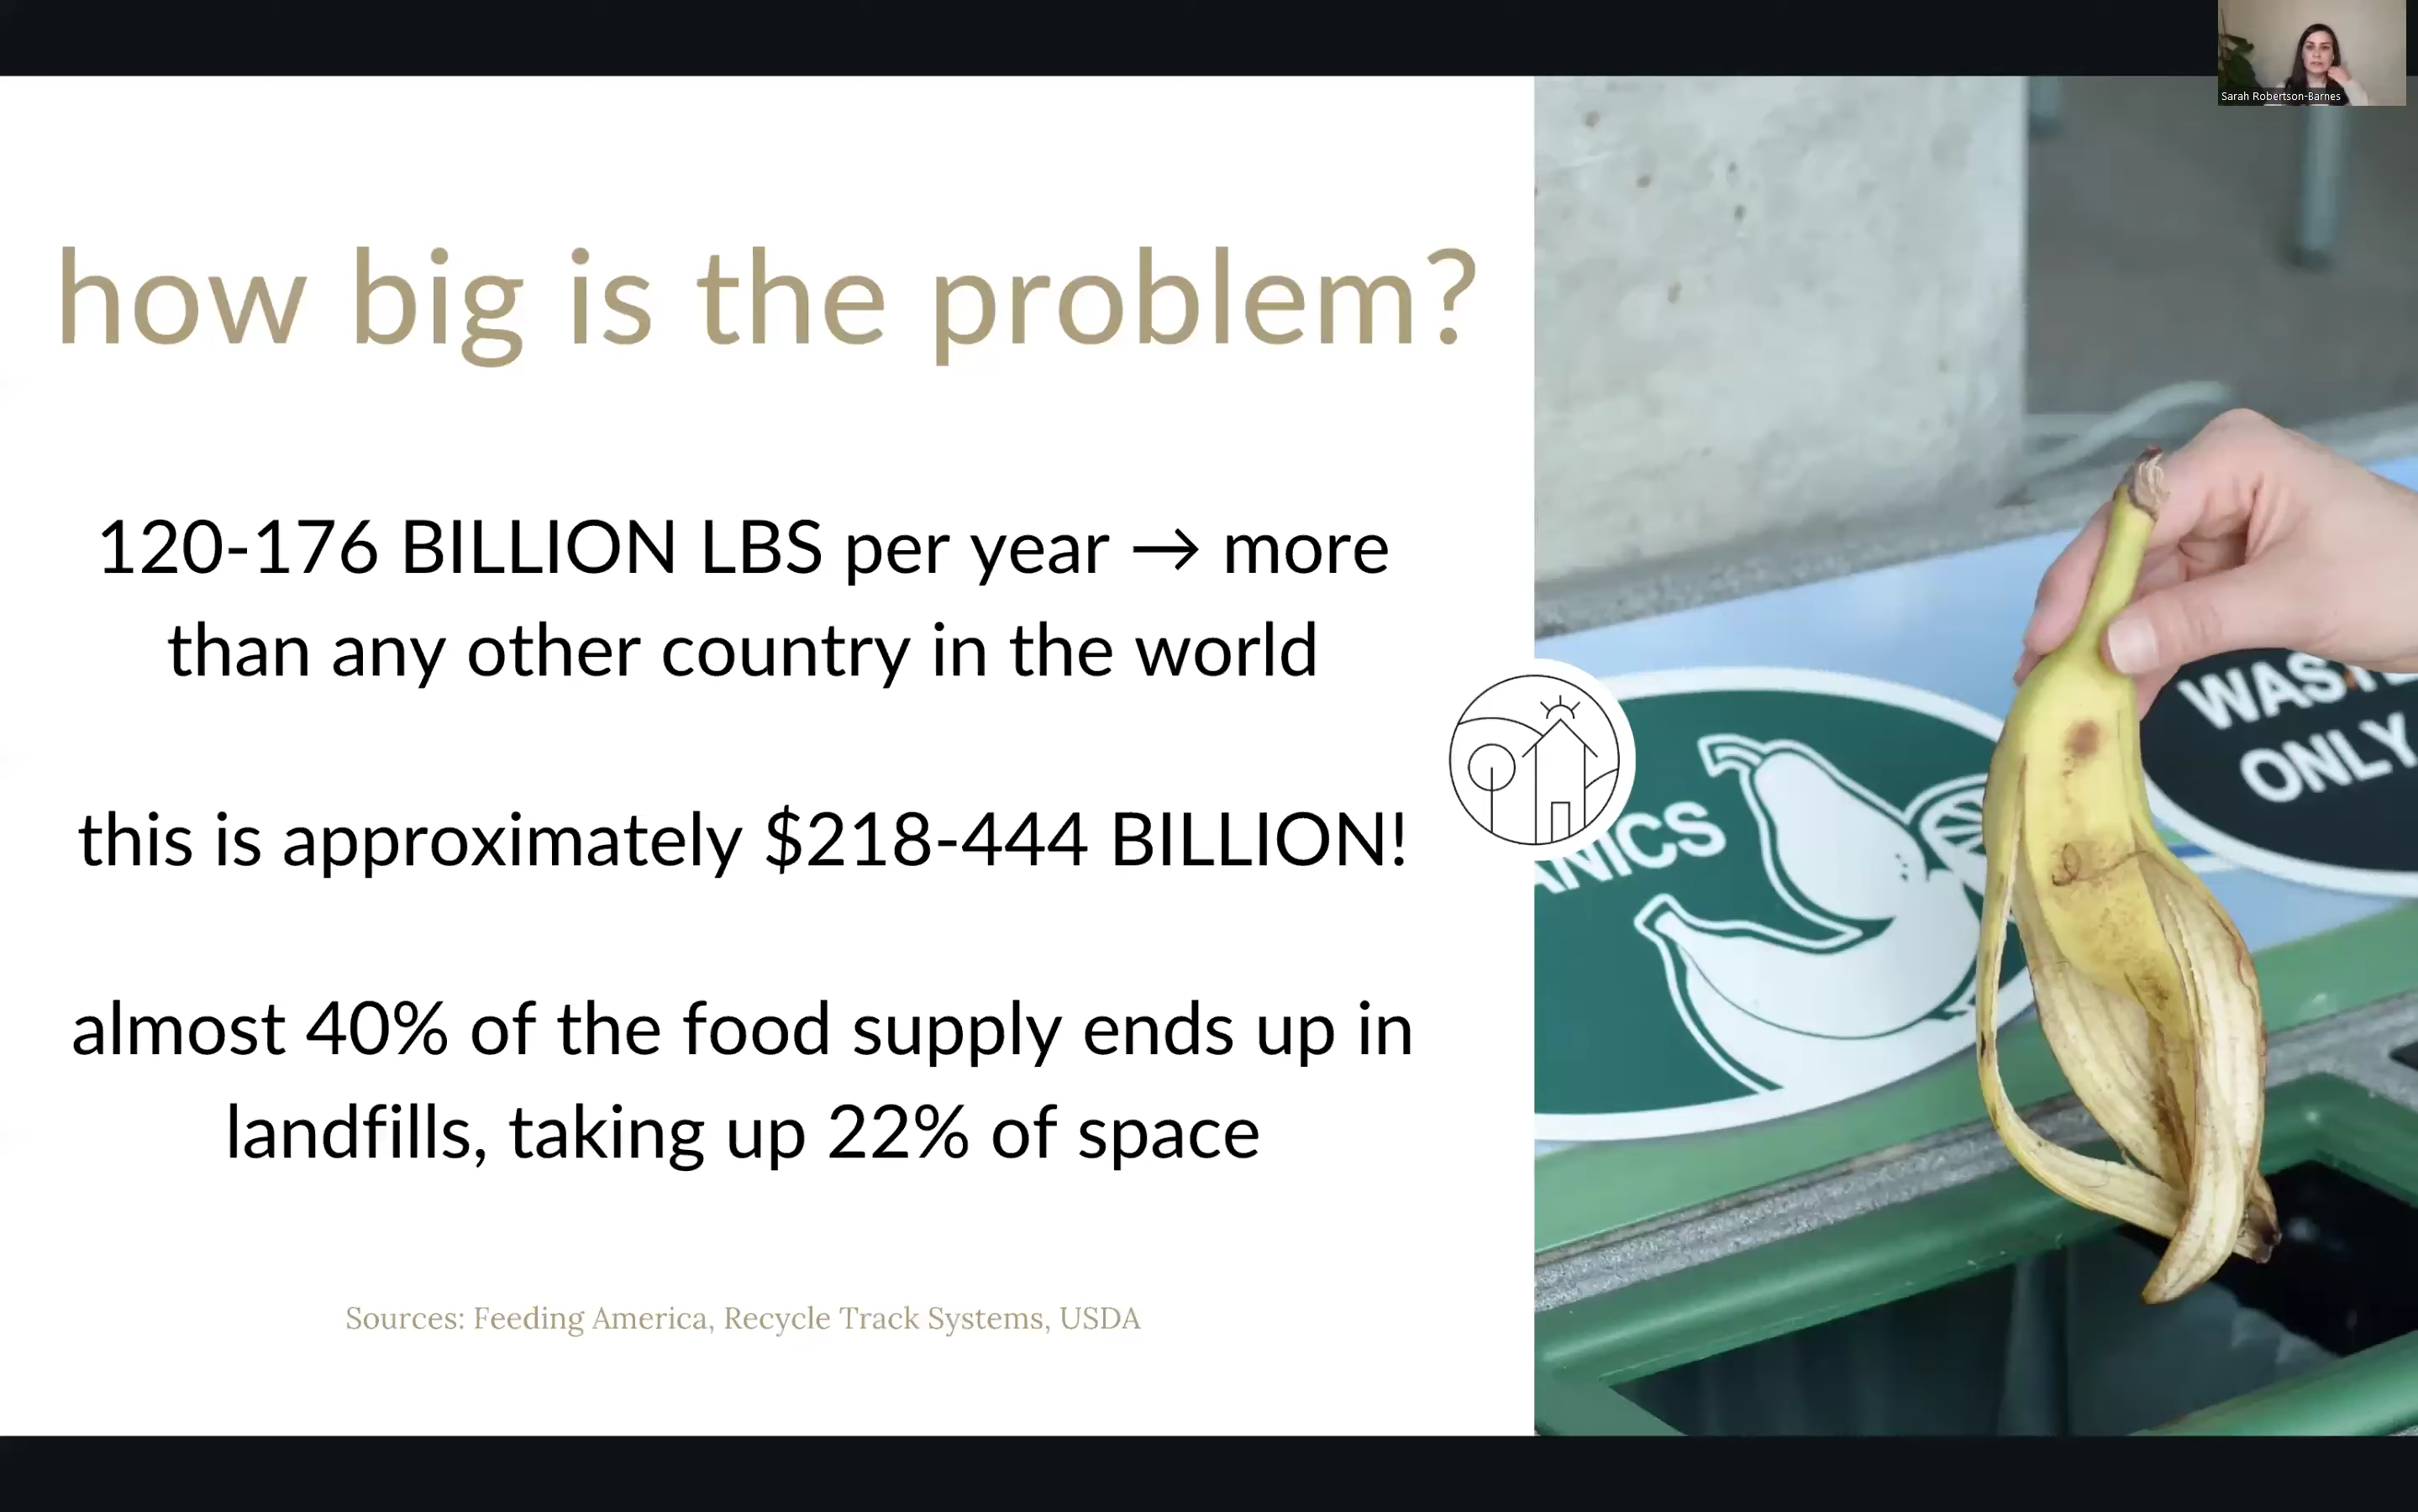 Sarah Robertson-Barnes
how big is the problem?
120-176 BILLION LBS per year → more
than any other country in the world
this is approximately $218-444 BILLION!
almost 40% of the food supply ends up in
landfills, taking up 22% of space
Sources: Feeding America, Recycle Track Systems, USDA
ANICS
WASTE
ONLY